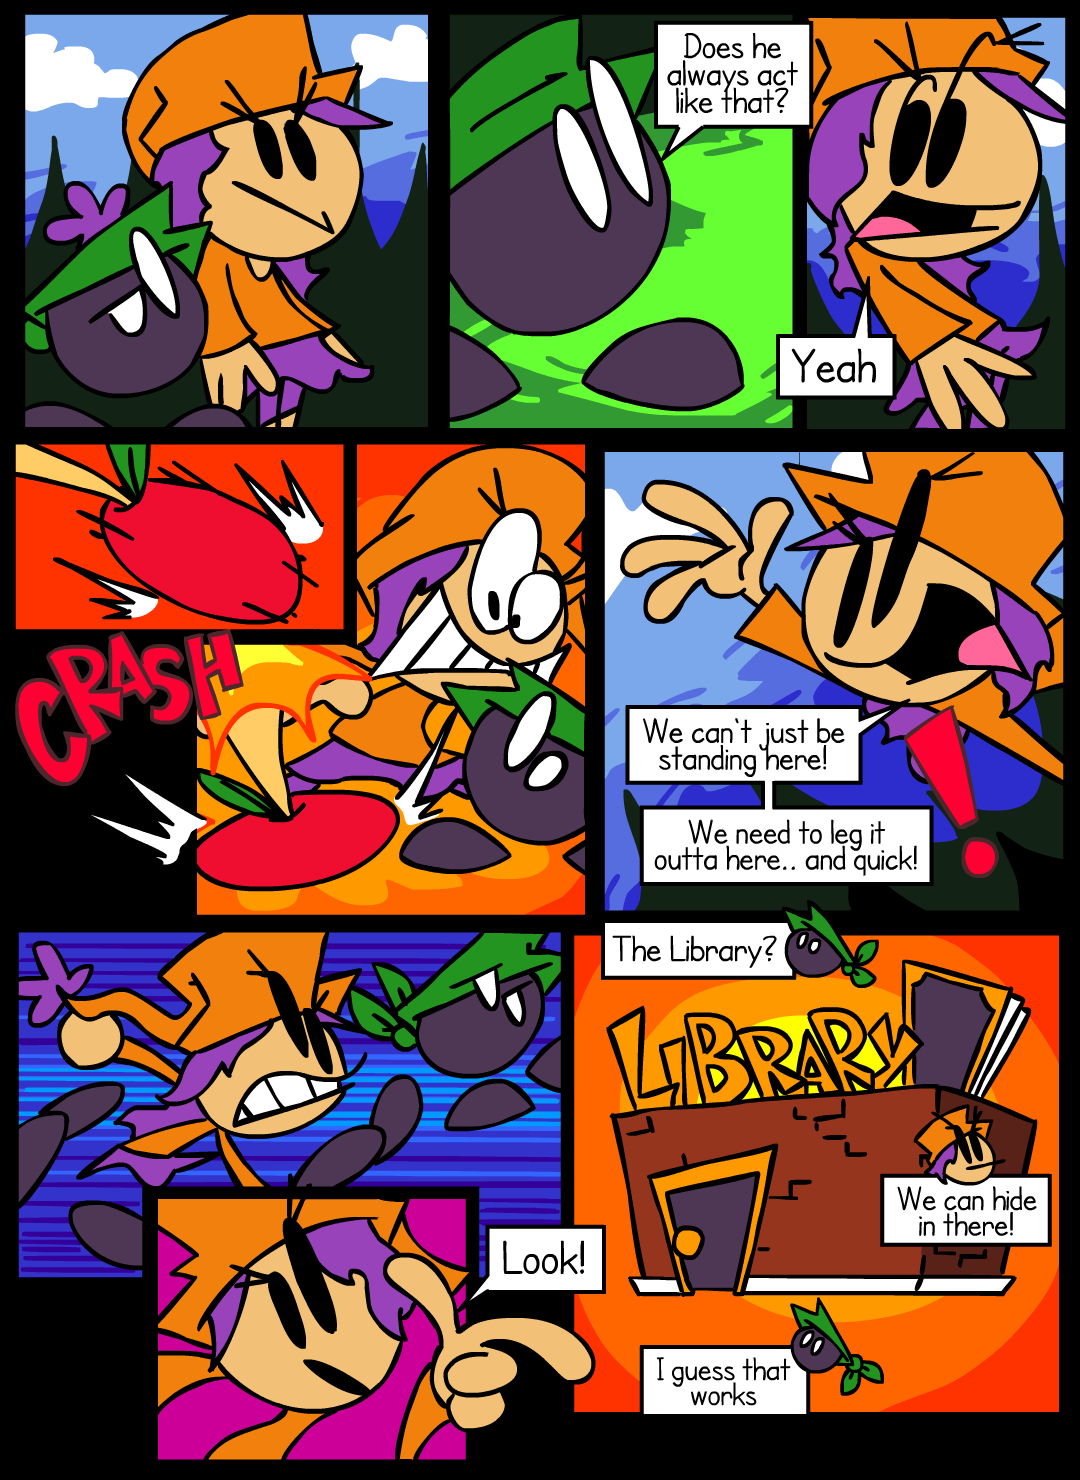 Does he
always act
like that?
Yeah
CRASH
We can't just be
standing here!
We need to leg it
outta here.. and quick!
Look!
The Library?
LIBRARY
We can hide
in there!
I guess that
works